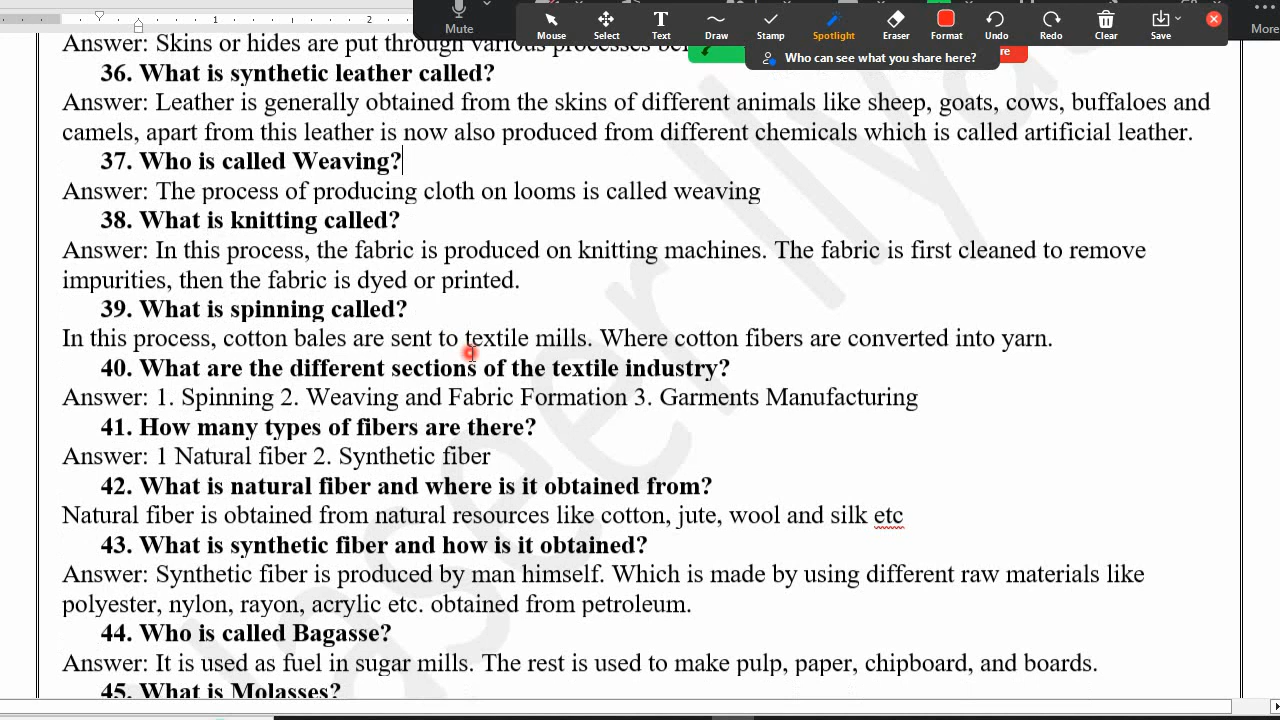 1 2
Mute
Mouse Select Text Draw Stamp Spotlight Eraser Format Undo Redo Clear Save
More
Who can see what you share here?
re
Answer: Skins or hides are put through various processes
36. What is synthetic leather called?
Answer: Leather is generally obtained from the skins of different animals like sheep, goats, cows, buffaloes and
camels, apart from this leather is now also produced from different chemicals which is called artificial leather.
37. Who is called Weaving?
Answer: The process of producing cloth on looms is called weaving
38. What is knitting called?
Answer: In this process, the fabric is produced on knitting machines. The fabric is first cleaned to remove
impurities, then the fabric is dyed or printed.
39. What is spinning called?
In this process, cotton bales are sent to textile mills. Where cotton fibers are converted into yarn.
40. What are the different sections of the textile industry?
Answer: 1. Spinning 2. Weaving and Fabric Formation 3. Garments Manufacturing
41. How many types of fibers are there?
Answer: 1 Natural fiber 2. Synthetic fiber
42. What is natural fiber and where is it obtained from?
Natural fiber is obtained from natural resources like cotton, jute, wool and silk etc
43. What is synthetic fiber and how is it obtained?
Answer: Synthetic fiber is produced by man himself. Which is made by using different raw materials like
polyester, nylon, rayon, acrylic etc. obtained from petroleum.
44. Who is called Bagasse?
Answer: It is used as fuel in sugar mills. The rest is used to make pulp, paper, chipboard, and boards.
45. What is Molasses?